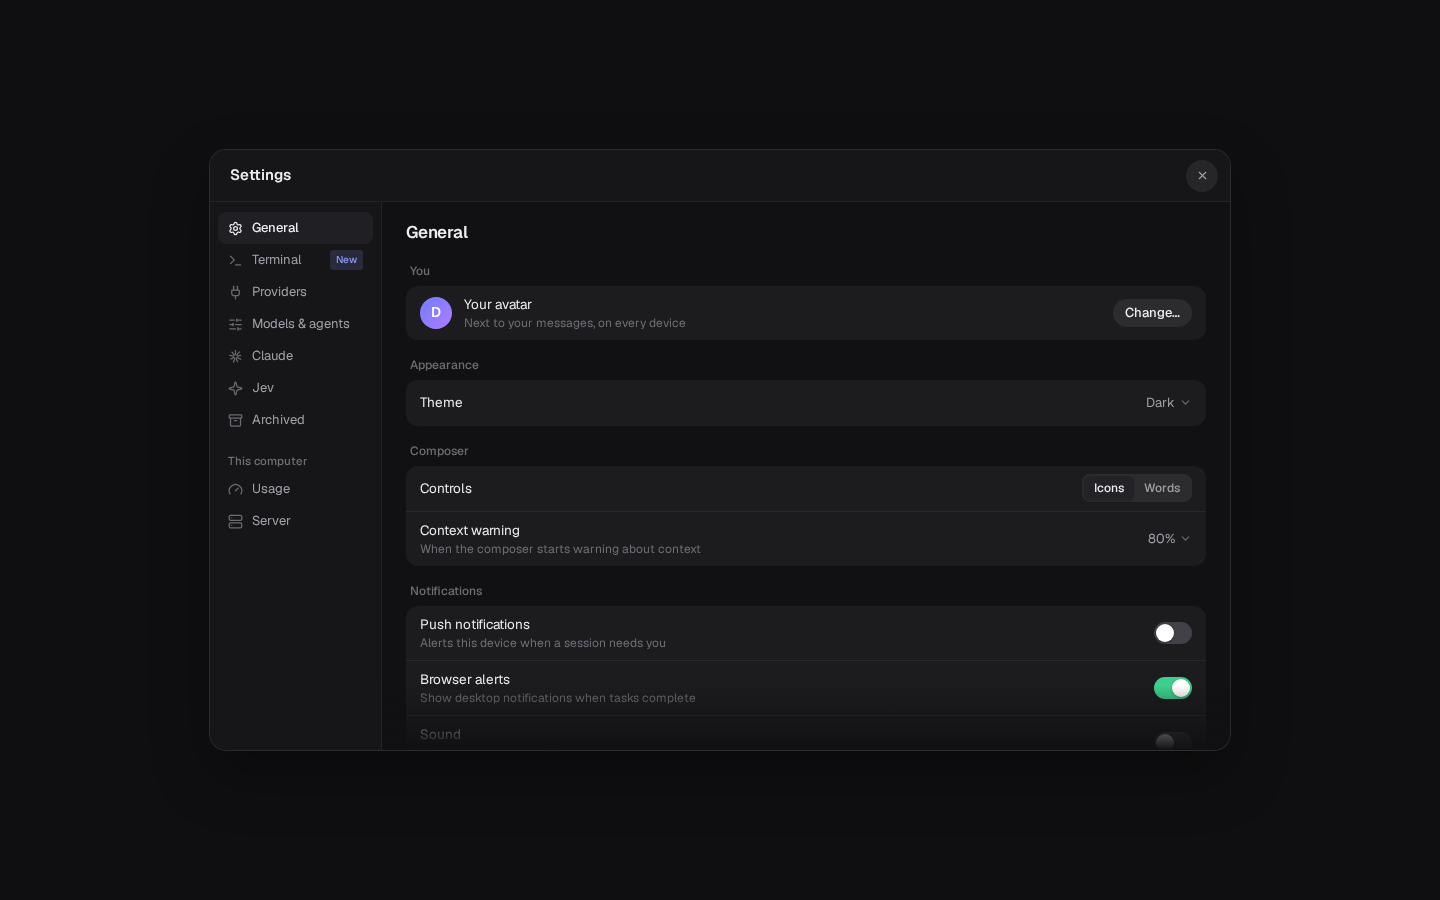 Settings
General
Terminal New
Providers
Models & agents
Claude
Jev
Archived
This computer
Usage
Server
General
You
D
Your avatar
Next to your messages, on every device
Change...
Appearance
Theme
Dark
Composer
Controls
Icons Words
Context warning
When the composer starts warning about context
80%
Notifications
Push notifications
Alerts this device when a session needs you
Browser alerts
Show desktop notifications when tasks complete
Sound